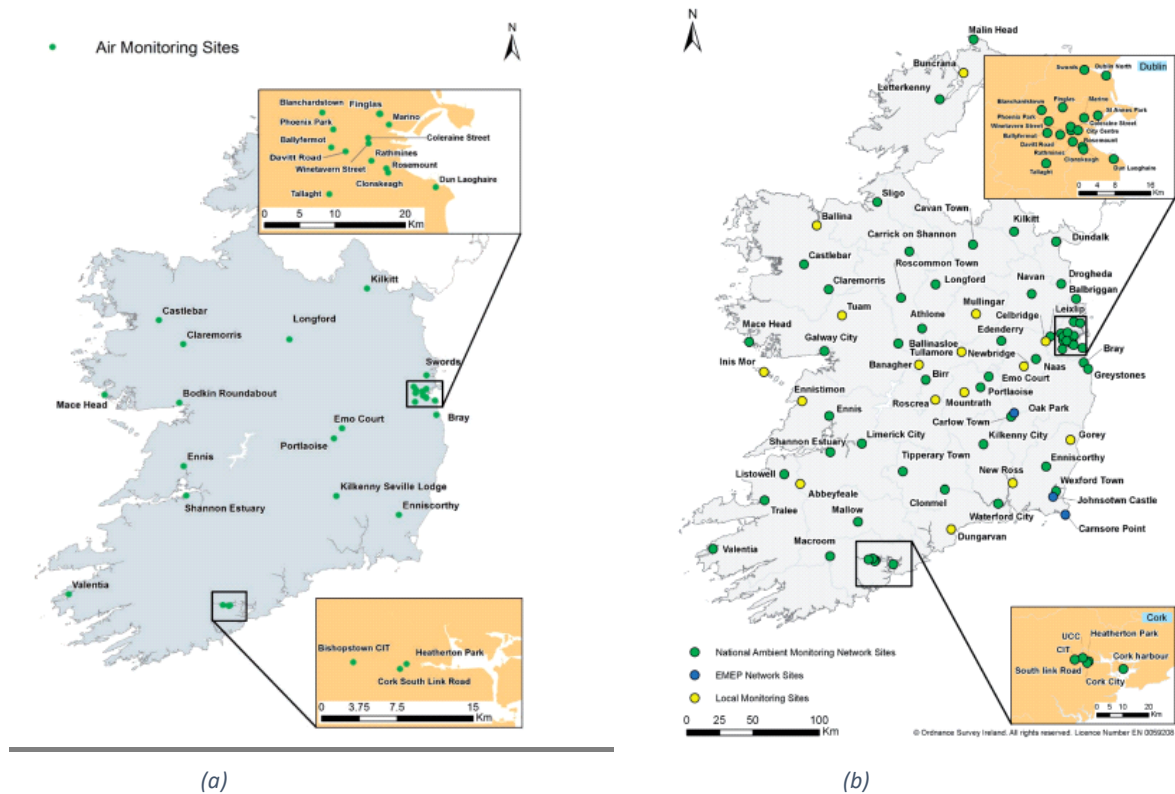 N
Air Monitoring Sites
Blanchardstown
Finglas
Phoenix Park
Marino
Ballyfermot
Coleraine Street
Davitt Road
Rathmines
Winetavern Street
Rosemount
Clonskeagh
Dun Laoghaire
Tallaght
0 5 10 20
Km
Kilkitt
Castlebar
Longford
Claremorris
Swords
Mace Head
Bodkin Roundabout
Emo Court
Bray
Portlaoise
Ennis
Kilkenny Seville Lodge
Shannon Estuary
Enniscorthy
Valentia
Bishopstown CIT
Heatherton Park
Cork South Link Road
0 3.75 7.5 15
Km
(a)
N
Malin Head
Buncrana
Letterkenny
Dublin
Swords
Dublin North
Blanchardstown
Finglas
Marino
Phoenix Park
St Annes Park
Winetavern Street
Coleraine Street
Ballyfermot
City Centre
Davitt Road
Rosemount
Rathmines
Clonskeagh
Dun Laoghaire
Tallaght
0 4 8 16
Km
Sligo
Cavan Town
Ballina
Kilkitt
Carrick on Shannon
Dundalk
Castlebar
Roscommon Town
Claremorris
Longford
Navan
Drogheda
Balbriggan
Tuam
Mullingar
Celbridge
Leixlip
Mace Head
Athlone
Edenderry
Galway City
Ballinasloe
Tullamore
Newbridge
Bray
Inis Mor
Banagher
Naas
Birr
Emo Court
Greystones
Ennistimon
Portlaoise
Roscrea
Mountrath
Oak Park
Ennis
Carlow Town
Shannon Estuary
Limerick City
Kilkenny City
Gorey
Tipperary Town
Enniscorthy
Listowell
New Ross
Wexford Town
Abbeyfeale
Clonmel
Johnsotwn Castle
Tralee
Mallow
Waterford City
Carnsore Point
Dungarvan
Valentia
Macroom
Cork
UCC
Heatherton Park
CIT
Cork harbour
South link Road
Cork City
0 5 10 20
Km
National Ambient Monitoring Network Sites
EMEP Network Sites
Local Monitoring Sites
0 25 50 100
Km
© Ordnance Survey Ireland. All rights reserved. Licence Number EN 0059208
(b)